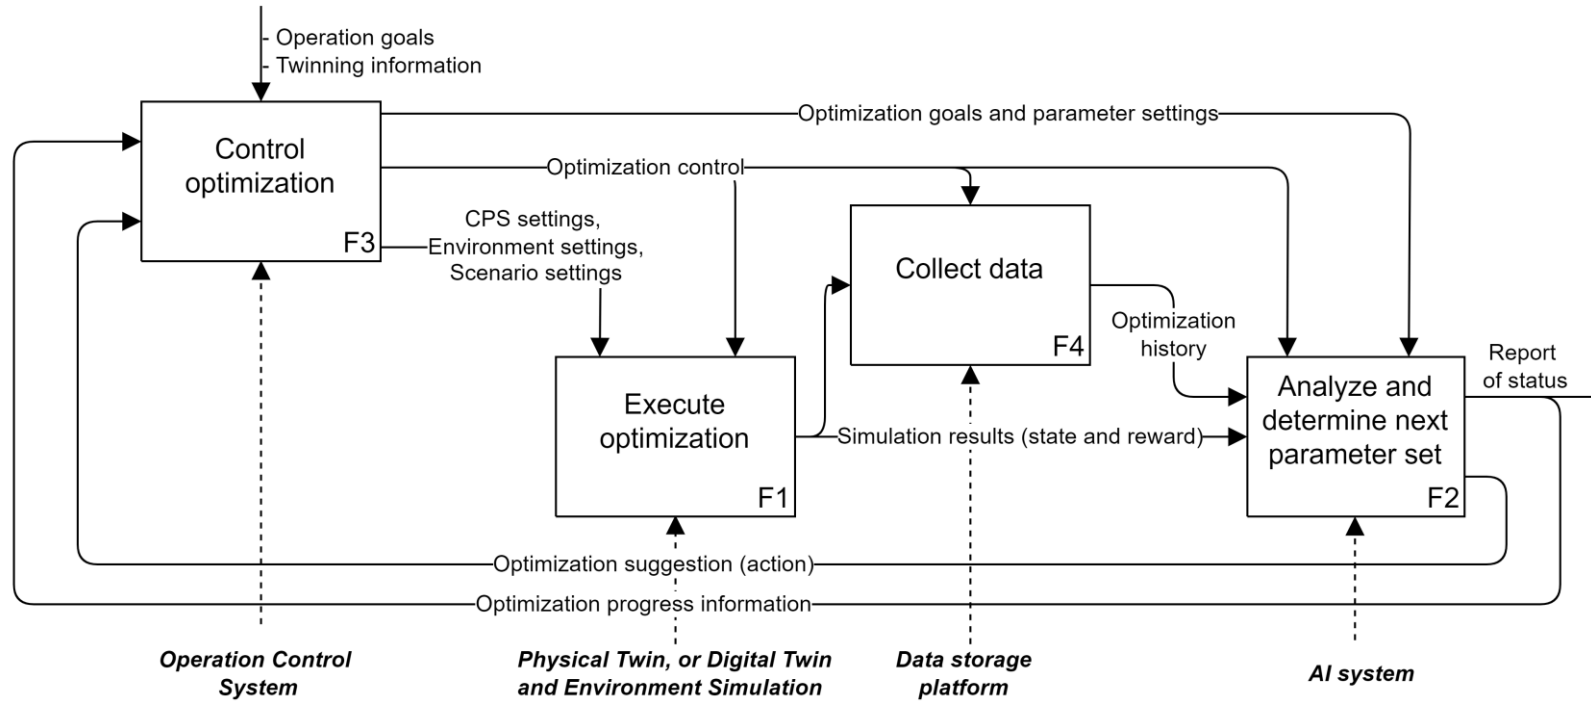 - Operation goals
- Twinning information
Optimization goals and parameter settings
Control
optimization
F3
Optimization control
CPS settings,
Environment settings,
Scenario settings
Collect data
F4
Optimization
history
Report
of status
Execute
optimization
F1
Simulation results (state and reward)
Analyze and
determine next
parameter set
F2
Optimization suggestion (action)
Optimization progress information
Operation Control
System
Physical Twin, or Digital Twin
and Environment Simulation
Data storage
platform
AI system